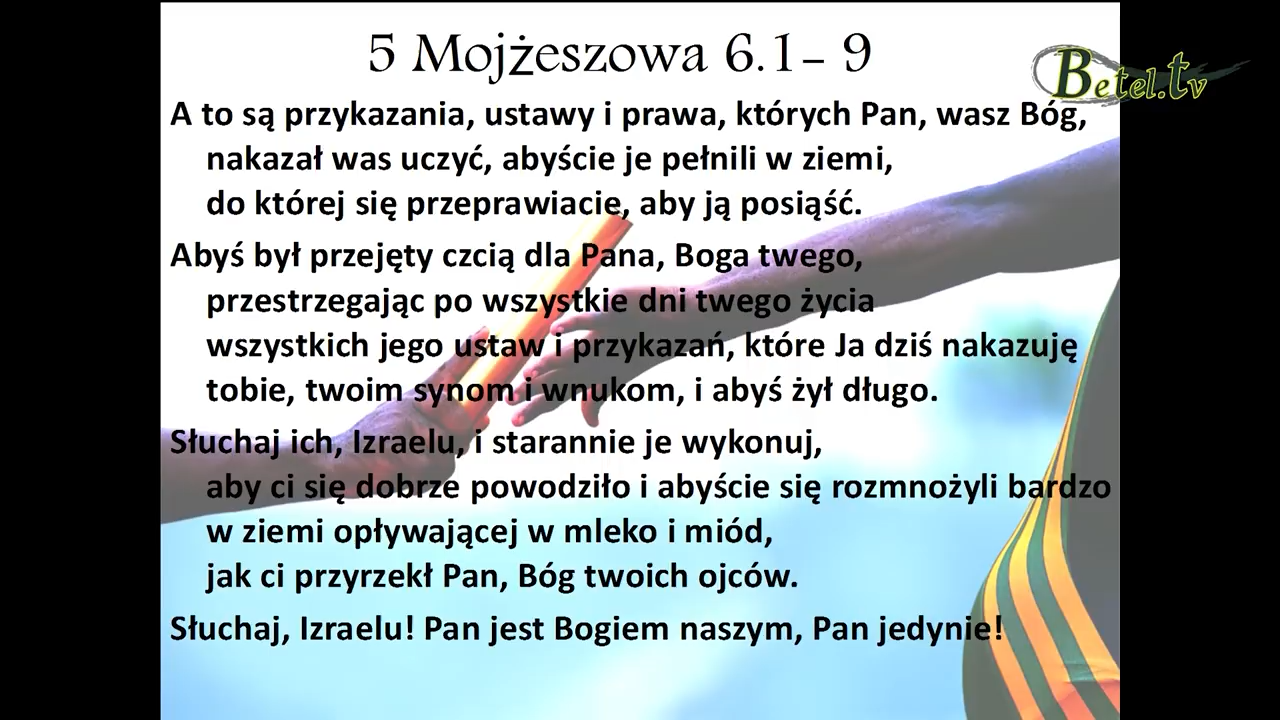 5 Mojżeszowa 6.1– 9
Betel.tv
A to są przykazania, ustawy i prawa, których Pan, wasz Bóg,
nakazał was uczyć, abyście je pełnili w ziemi,
do której się przeprawiacie, aby ją posiąść.
Abyś był przejęty czcią dla Pana, Boga twego,
przestrzegając po wszystkie dni twego życia
wszystkich jego ustaw i przykazań, które Ja dziś nakazuję
tobie, twoim synom i wnukom, i abyś żył długo.
Słuchaj ich, Izraelu, i starannie je wykonuj,
aby ci się dobrze powodziło i abyście się rozmnożyli bardzo
w ziemi opływającej w mleko i miód,
jak ci przyrzekł Pan, Bóg twoich ojców.
Słuchaj, Izraelu! Pan jest Bogiem naszym, Pan jedynie!